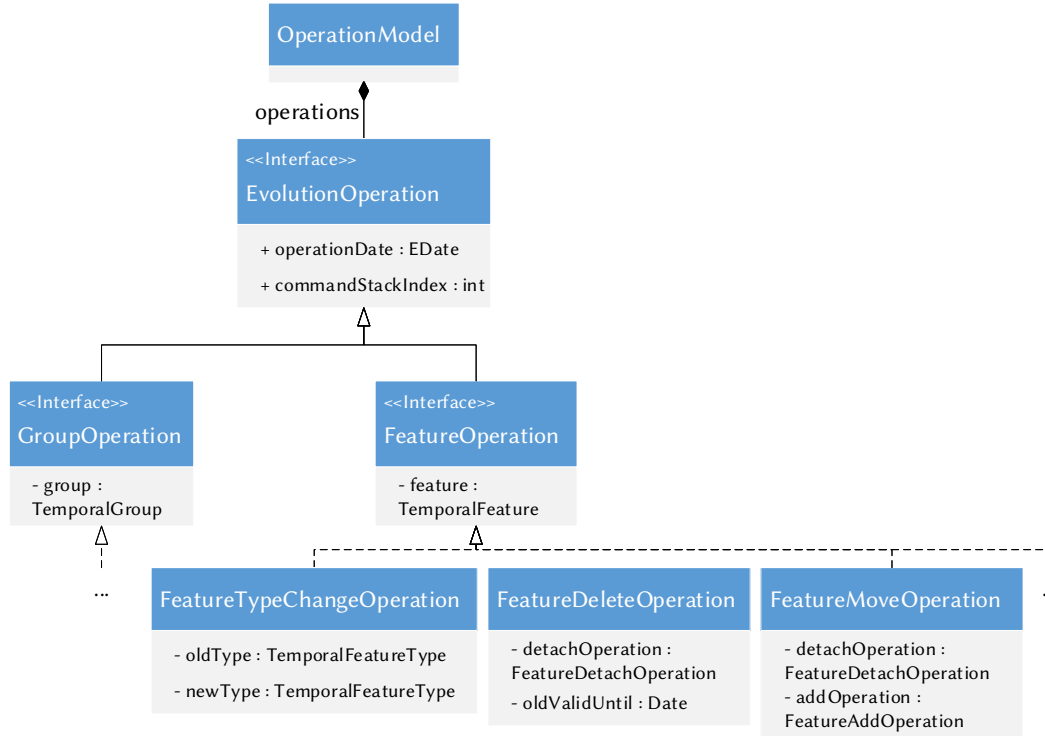 OperationModel
operations
<<Interface>>
EvolutionOperation
+ operationDate : EDate
+ commandStackIndex : int
<<Interface>>
GroupOperation
- group :
TemporalGroup
...
<<Interface>>
FeatureOperation
- feature :
TemporalFeature
FeatureTypeChangeOperation
- oldType : TemporalFeatureType
- newType : TemporalFeatureType
FeatureDeleteOperation
- detachOperation :
FeatureDetachOperation
- oldValidUntil : Date
FeatureMoveOperation
- detachOperation :
FeatureDetachOperation
- addOperation :
FeatureAddOperation